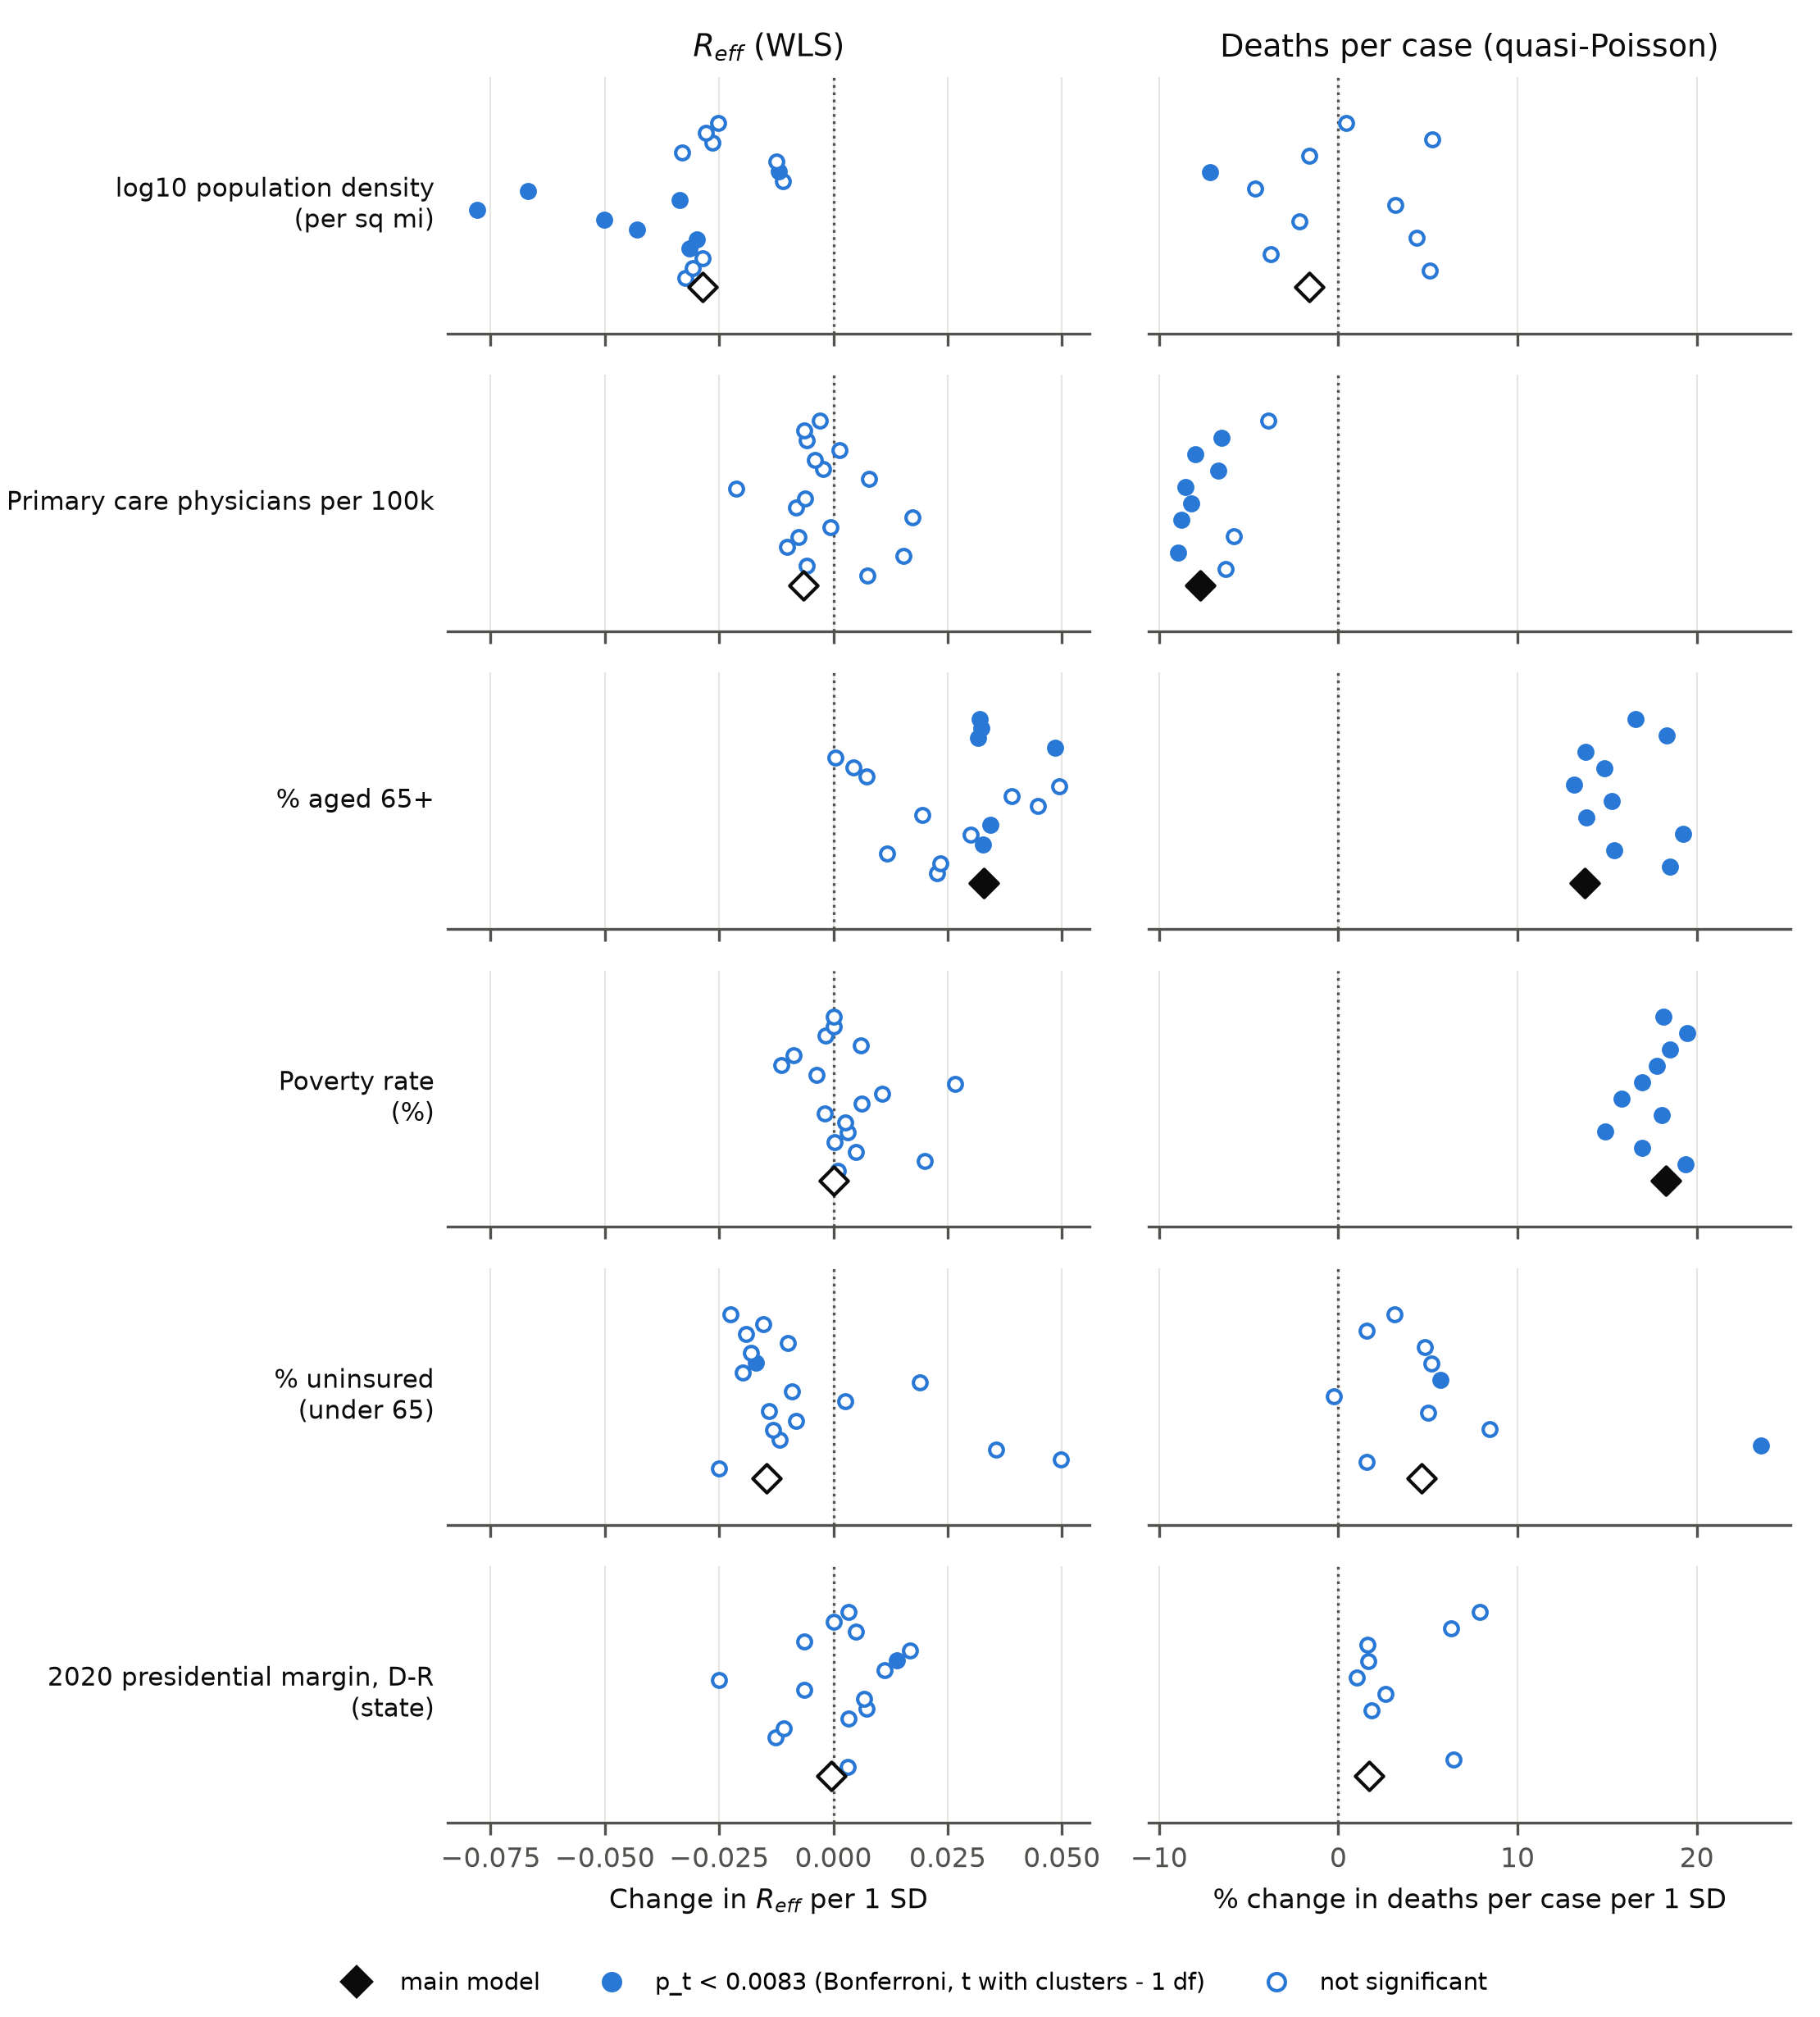 R_eff (WLS)
Deaths per case (quasi-Poisson)
log10 population density
(per sq mi)
Primary care physicians per 100k
% aged 65+
Poverty rate
(%)
% uninsured
(under 65)
2020 presidential margin, D-R
(state)
−0.075 −0.050 −0.025 0.000 0.025 0.050
−10 0 10 20
Change in R_eff per 1 SD
% change in deaths per case per 1 SD
main model
p_t < 0.0083 (Bonferroni, t with clusters - 1 df)
not significant